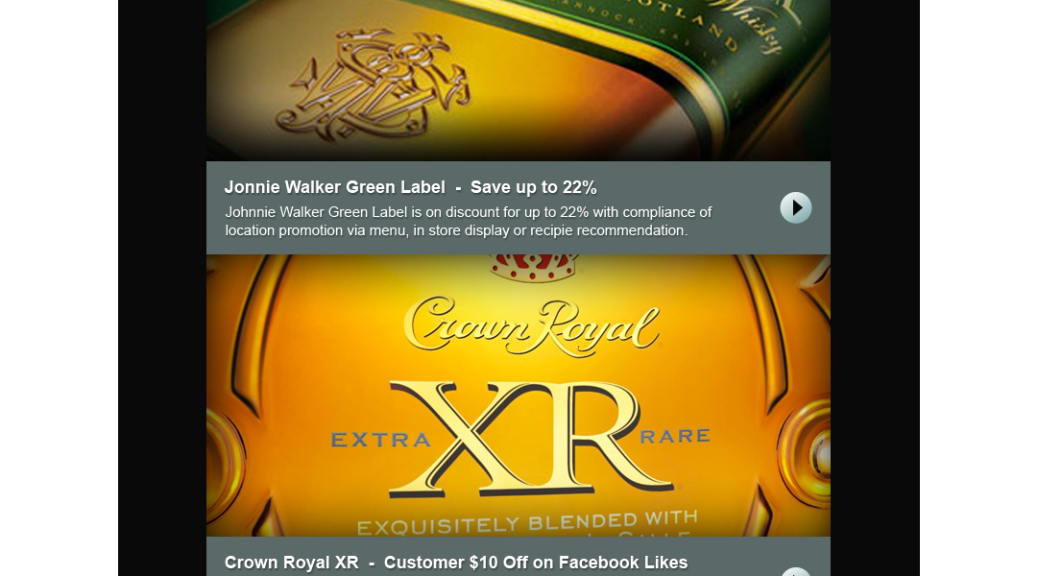 SCOTLAND
Whisky
Jonnie Walker Green Label - Save up to 22%
Johnnie Walker Green Label is on discount for up to 22% with compliance of
location promotion via menu, in store display or recipie recommendation.
Crown Royal
XR
EXTRA RARE
EXQUISITELY BLENDED WITH
Crown Royal XR - Customer $10 Off on Facebook Likes